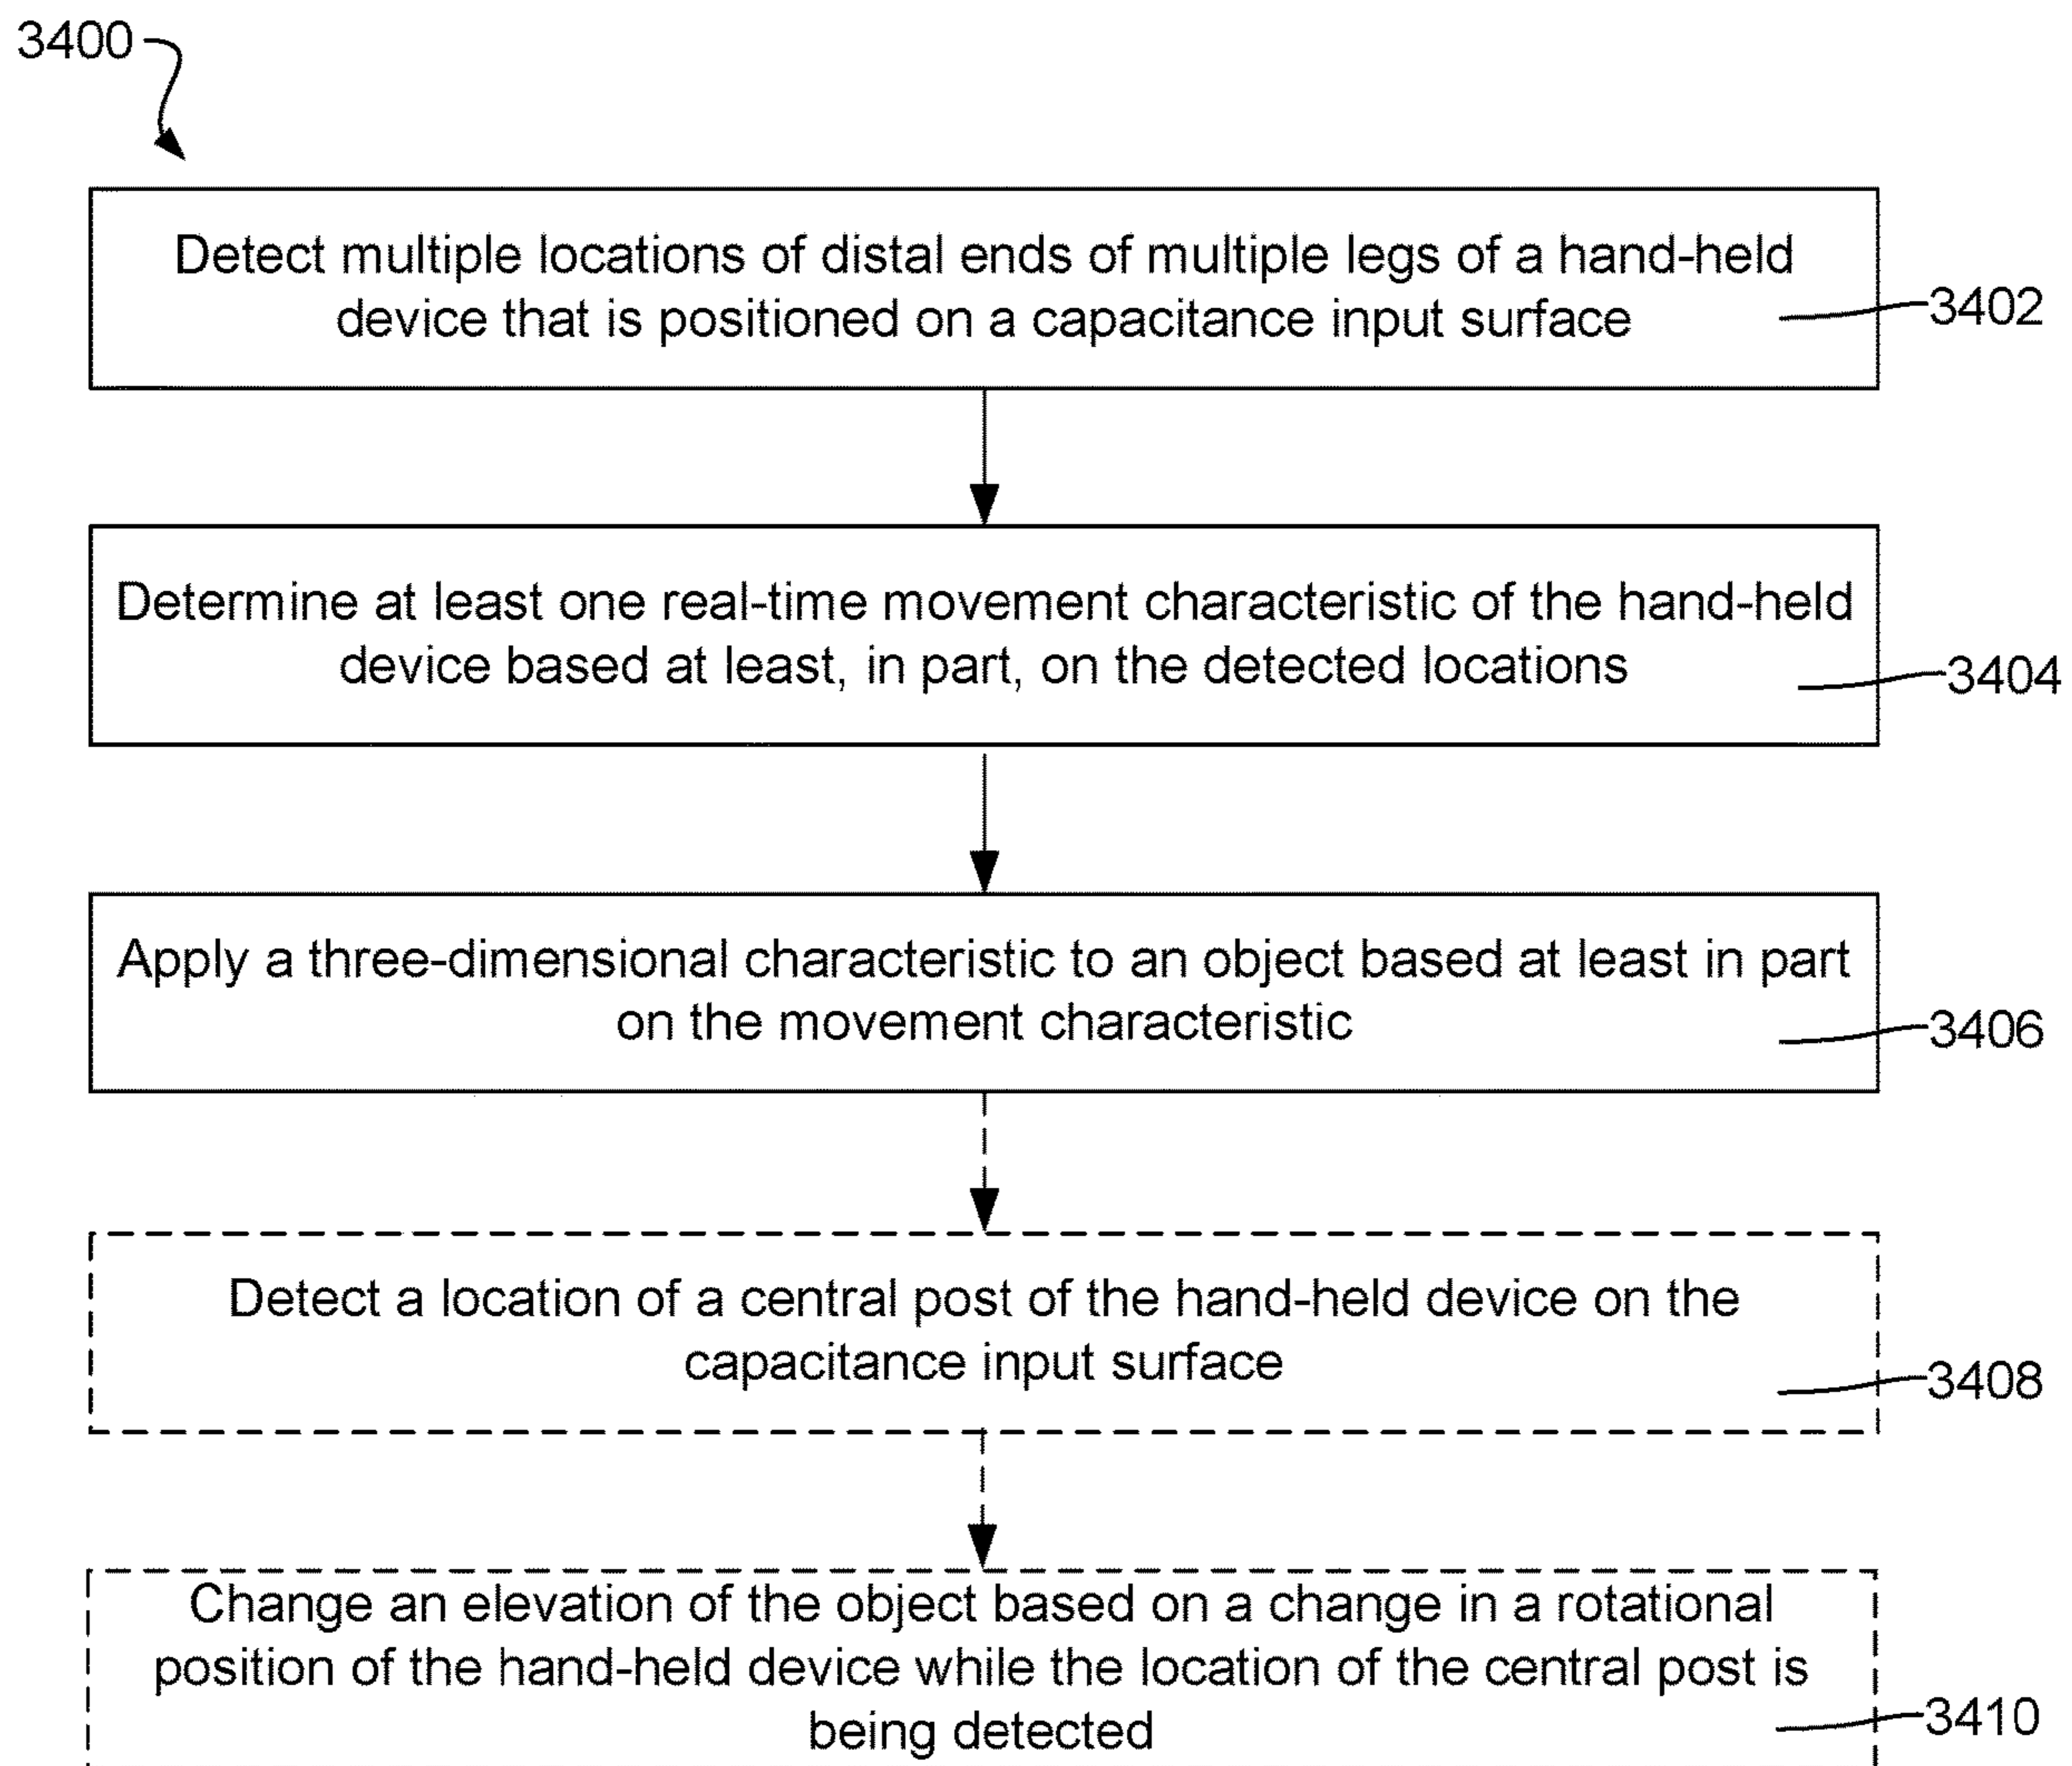 3400
Detect multiple locations of distal ends of multiple legs of a hand-held
device that is positioned on a capacitance input surface
3402
Determine at least one real-time movement characteristic of the hand-held
device based at least, in part, on the detected locations
3404
Apply a three-dimensional characteristic to an object based at least in part
on the movement characteristic
3406
Detect a location of a central post of the hand-held device on the
capacitance input surface
3408
Change an elevation of the object based on a change in a rotational
position of the hand-held device while the location of the central post is
being detected
3410